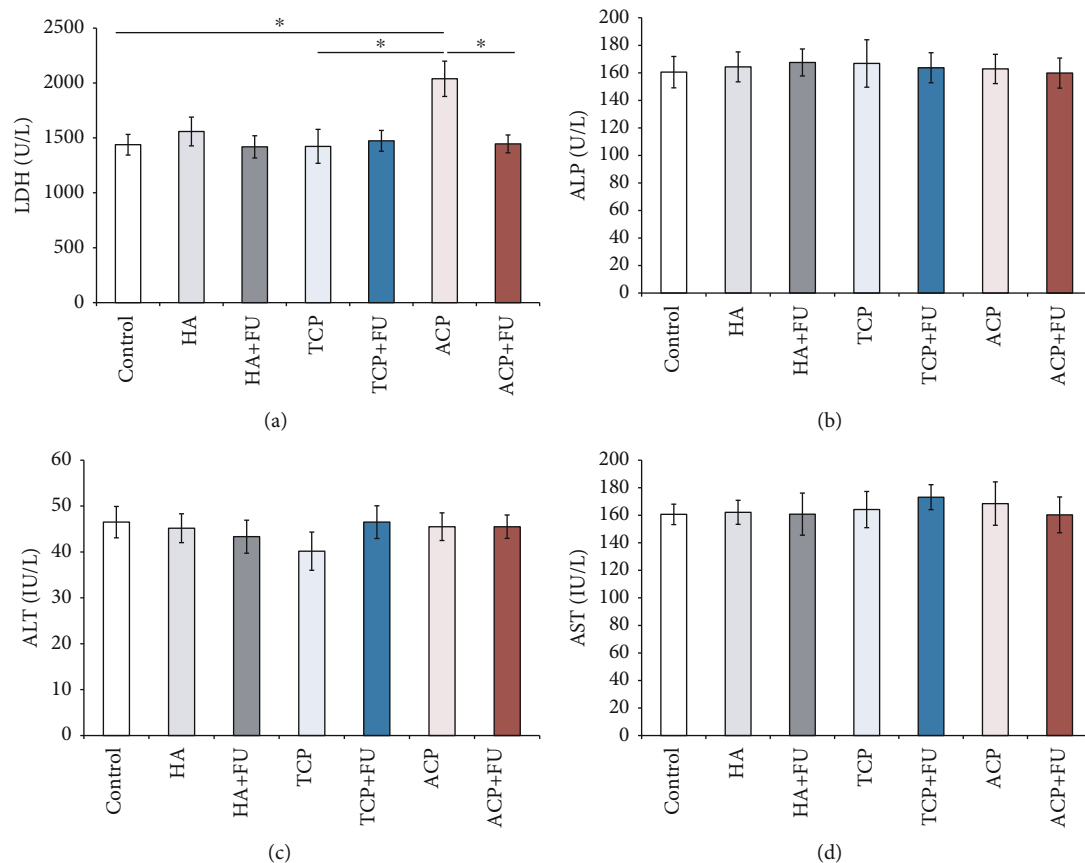 LDH (U/L)
2500
2000
1500
1000
500
0
*
*
*
Control
HA
HA+FU
TCP
TCP+FU
ACP
ACP+FU
(a)
ALP (U/L)
200
180
160
140
120
100
80
60
40
20
0
Control
HA
HA+FU
TCP
TCP+FU
ACP
ACP+FU
(b)
ALT (IU/L)
60
50
40
30
20
10
0
Control
HA
HA+FU
TCP
TCP+FU
ACP
ACP+FU
(c)
AST (IU/L)
200
180
160
140
120
100
80
60
40
20
0
Control
HA
HA+FU
TCP
TCP+FU
ACP
ACP+FU
(d)